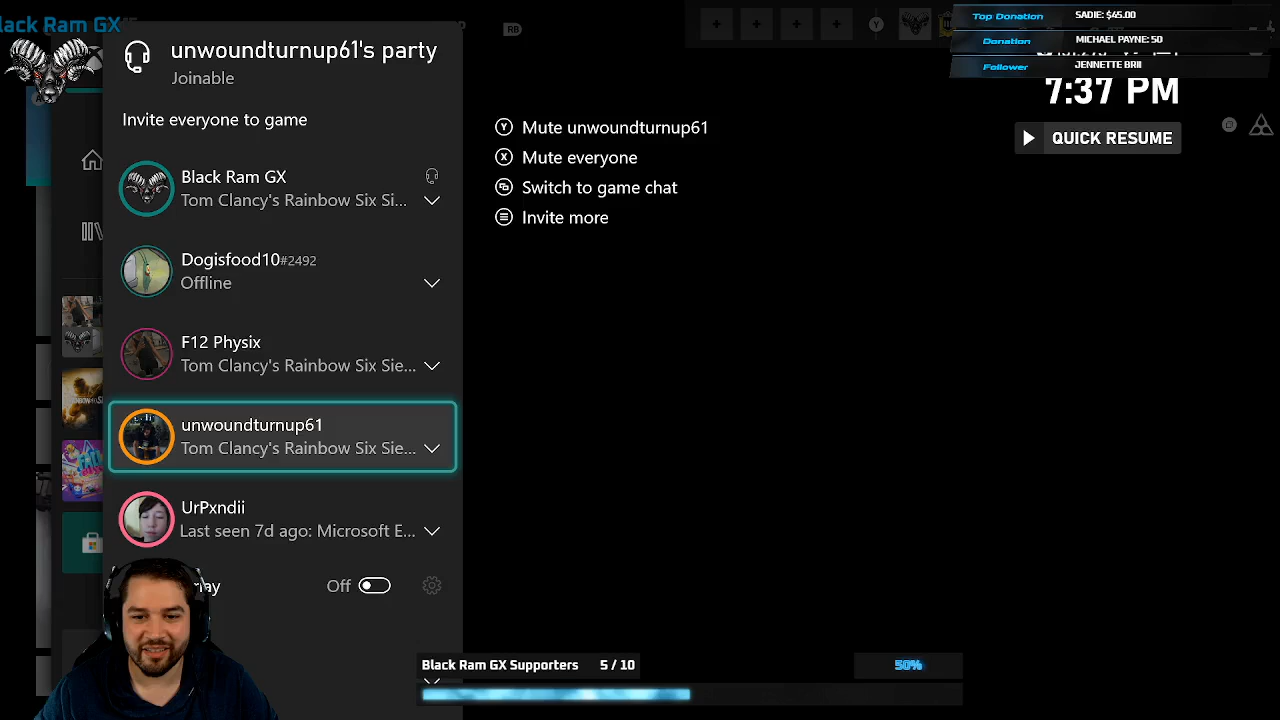 lack Ram GX
unwoundturnup61's party
Joinable
Invite everyone to game
Black Ram GX
Tom Clancy's Rainbow Six Si...
Dogisfood10#2492
Offline
F12 Physix
Tom Clancy's Rainbow Six Sie...
unwoundturnup61
Tom Clancy's Rainbow Six Sie...
UrPxndii
Last seen 7d ago: Microsoft E...
Off
RB
Y Mute unwoundturnup61
X Mute everyone
Switch to game chat
Invite more
Y
Top Donation SADIE: $45.00
Donation MICHAEL PAYNE: 50
Follower JENNETTE BRII
7:37 PM
QUICK RESUME
Black Ram GX Supporters 5 / 10 50%